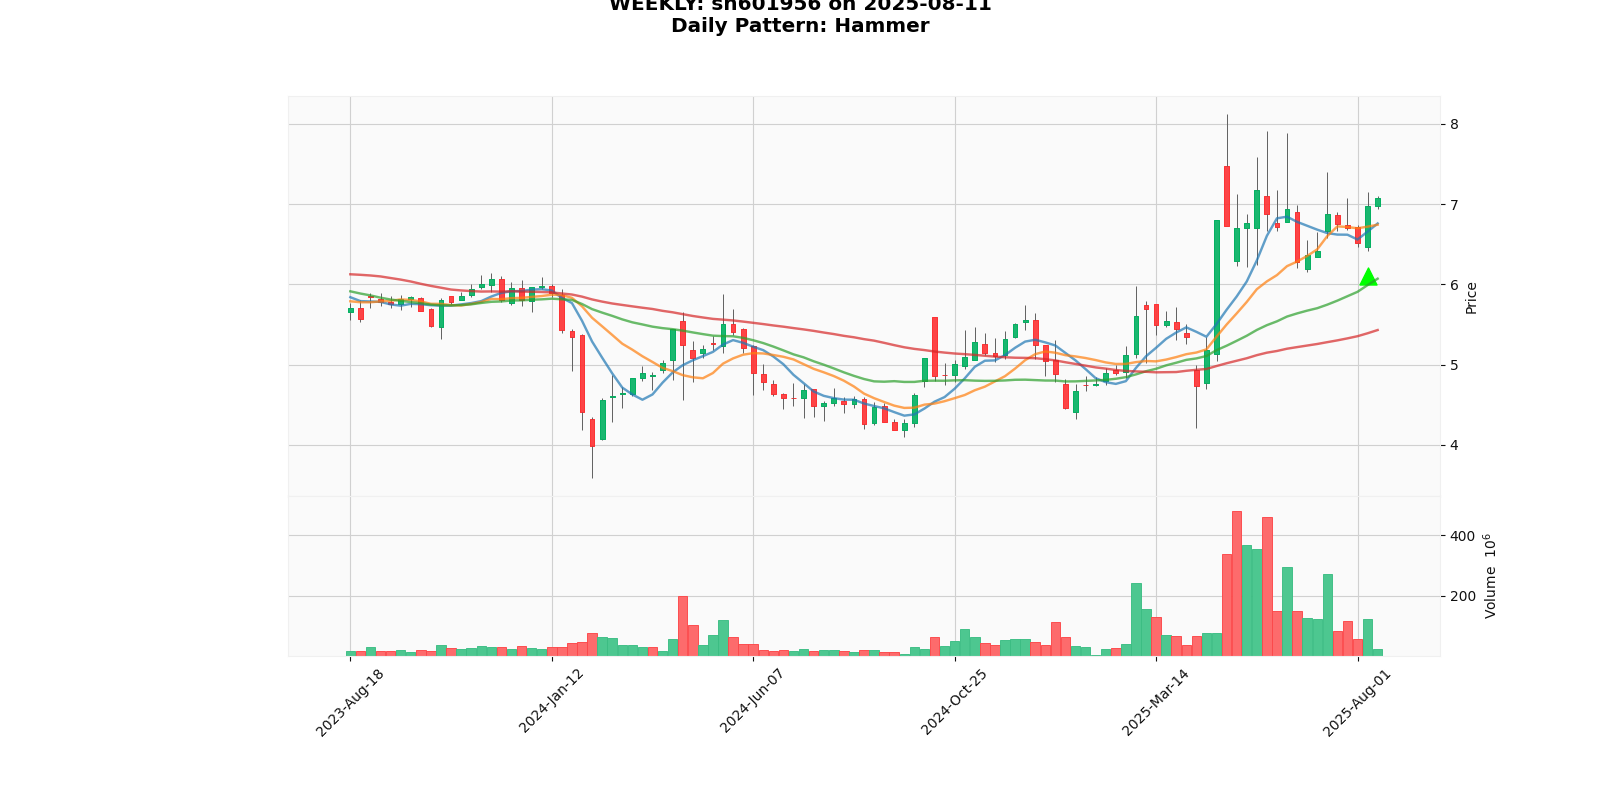 WEEKLY: sh601956 on 2025-08-11
Daily Pattern: Hammer
8
7
6
5
4
Price
400
200
Volume 10^6
2023-Aug-18
2024-Jan-12
2024-Jun-07
2024-Oct-25
2025-Mar-14
2025-Aug-01